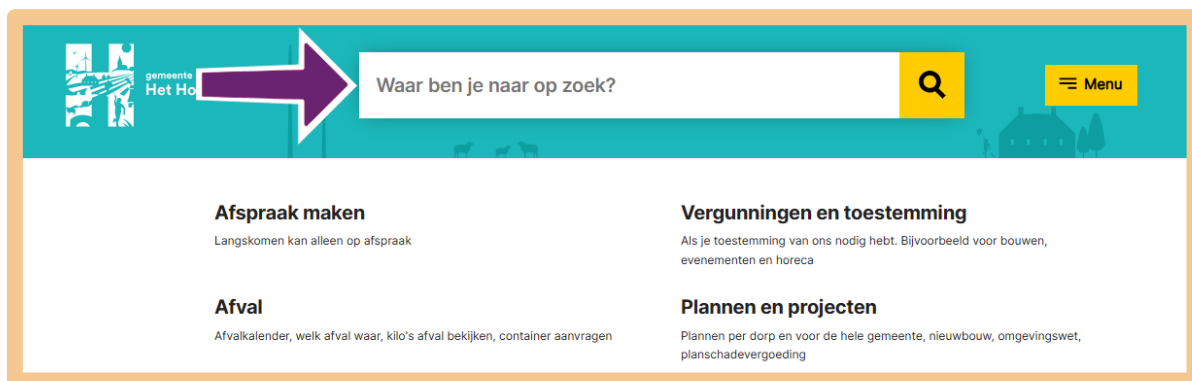 gemeente
Het Ho
Waar ben je naar op zoek?
Menu
Afspraak maken
Langskomen kan alleen op afspraak
Vergunningen en toestemming
Als je toestemming van ons nodig hebt. Bijvoorbeeld voor bouwen,
evenementen en horeca
Afval
Afvalkalender, welk afval waar, kilo's afval bekijken, container aanvragen
Plannen en projecten
Plannen per dorp en voor de hele gemeente, nieuwbouw, omgevingswet,
planschadevergoeding